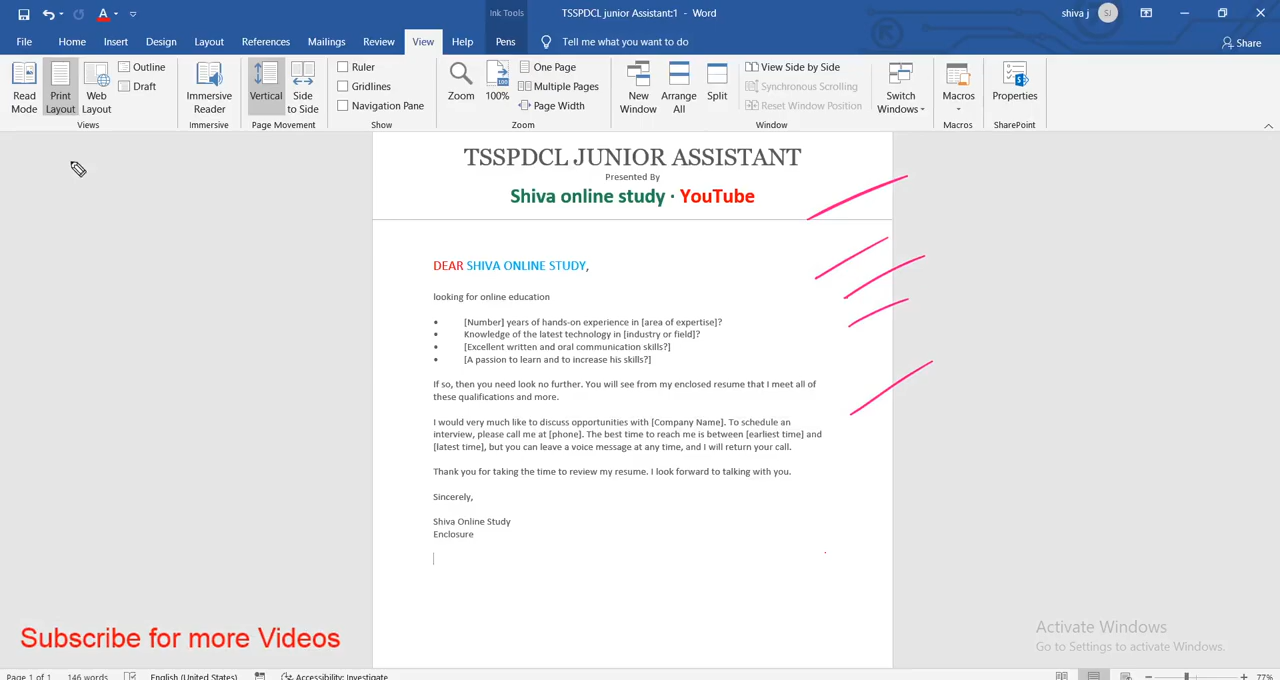 Ink Tools
TSSPDCL junior Assistant:1 - Word
shiva j
SJ
File
Home
Insert
Design
Layout
References
Mailings
Review
View
Help
Pens
Tell me what you want to do
Share
Read Mode
Print Layout
Web Layout
Outline
Draft
Views
Immersive Reader
Immersive
Vertical
Side to Side
Page Movement
Ruler
Gridlines
Navigation Pane
Show
Zoom
100%
One Page
Multiple Pages
Page Width
Zoom
New Window
Arrange All
Split
View Side by Side
Synchronous Scrolling
Reset Window Position
Window
Switch Windows
Macros
Macros
Properties
SharePoint
TSSPDCL JUNIOR ASSISTANT
Presented By
Shiva online study · YouTube
DEAR SHIVA ONLINE STUDY,
looking for online education
• [Number] years of hands-on experience in [area of expertise]?
• Knowledge of the latest technology in [industry or field]?
• [Excellent written and oral communication skills?]
• [A passion to learn and to increase his skills?]
If so, then you need look no further. You will see from my enclosed resume that I meet all of
these qualifications and more.
I would very much like to discuss opportunities with [Company Name]. To schedule an
interview, please call me at [phone]. The best time to reach me is between [earliest time] and
[latest time], but you can leave a voice message at any time, and I will return your call.
Thank you for taking the time to review my resume. I look forward to talking with you.
Sincerely,
Shiva Online Study
Enclosure
Subscribe for more Videos
Activate Windows
Go to Settings to activate Windows.
Page 1 of 1
146 words
English (United States)
Accessibility: Investigate
77%